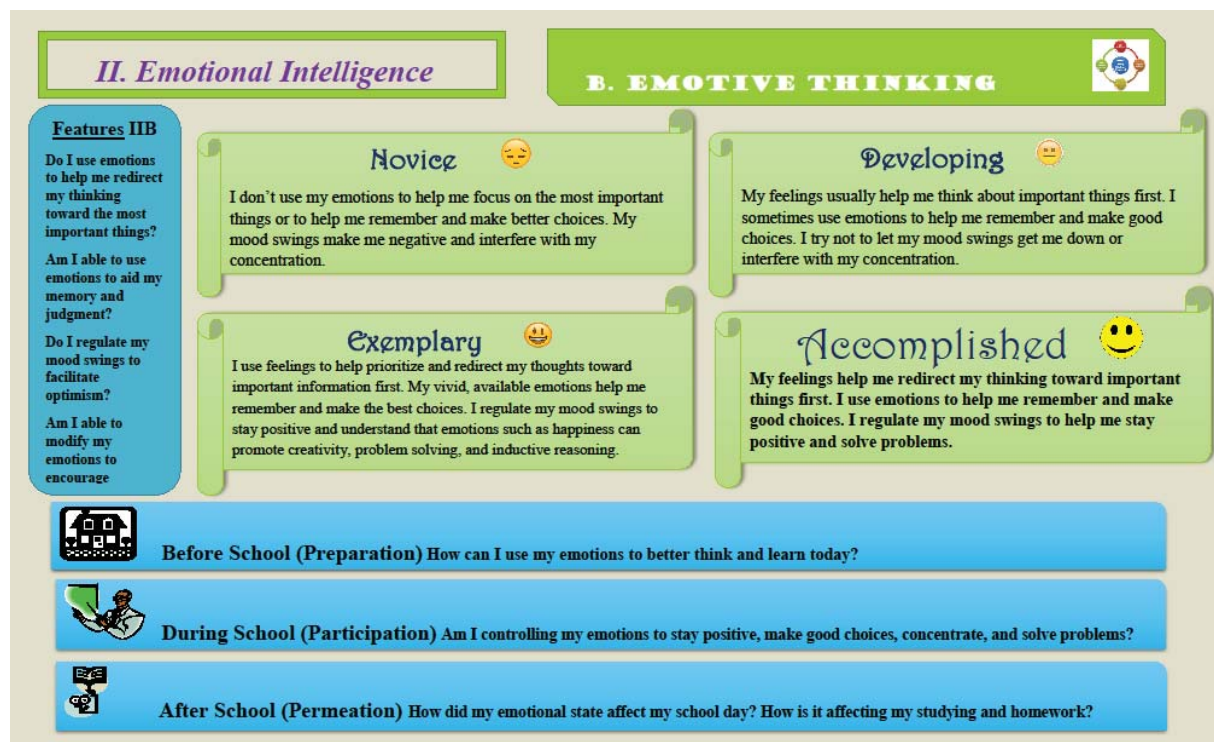 II. Emotional Intelligence
B. EMOTIVE THINKING
Features IIB
Do I use emotions
to help me redirect
my thinking
toward the most
important things?
Am I able to use
emotions to aid my
memory and
judgment?
Do I regulate my
mood swings to
facilitate
optimism?
Am I able to
modify my
emotions to
encourage
Novice
I don't use my emotions to help me focus on the most important
things or to help me remember and make better choices. My
mood swings make me negative and interfere with my
concentration.
Developing
My feelings usually help me think about important things first. I
sometimes use emotions to help me remember and make good
choices. I try not to let my mood swings get me down or
interfere with my concentration.
Exemplary
I use feelings to help prioritize and redirect my thoughts toward
important information first. My vivid, available emotions help me
remember and make the best choices. I regulate my mood swings to
stay positive and understand that emotions such as happiness can
promote creativity, problem solving, and inductive reasoning.
Accomplished
My feelings help me redirect my thinking toward important
things first. I use emotions to help me remember and make
good choices. I regulate my mood swings to help me stay
positive and solve problems.
Before School (Preparation) How can I use my emotions to better think and learn today?
During School (Participation) Am I controlling my emotions to stay positive, make good choices, concentrate, and solve problems?
After School (Permeation) How did my emotional state affect my school day? How is it affecting my studying and homework?